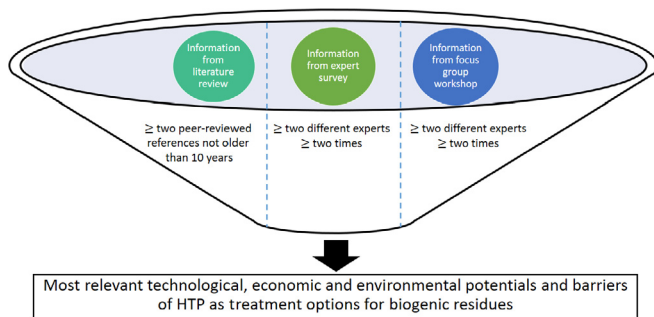 Information
from
literature
review
Information
from expert
survey
Information
from focus
group
workshop
≥ two peer-reviewed
references not older
than 10 years
≥ two different experts
≥ two times
≥ two different experts
≥ two times
Most relevant technological, economic and environmental potentials and barriers
of HTP as treatment options for biogenic residues